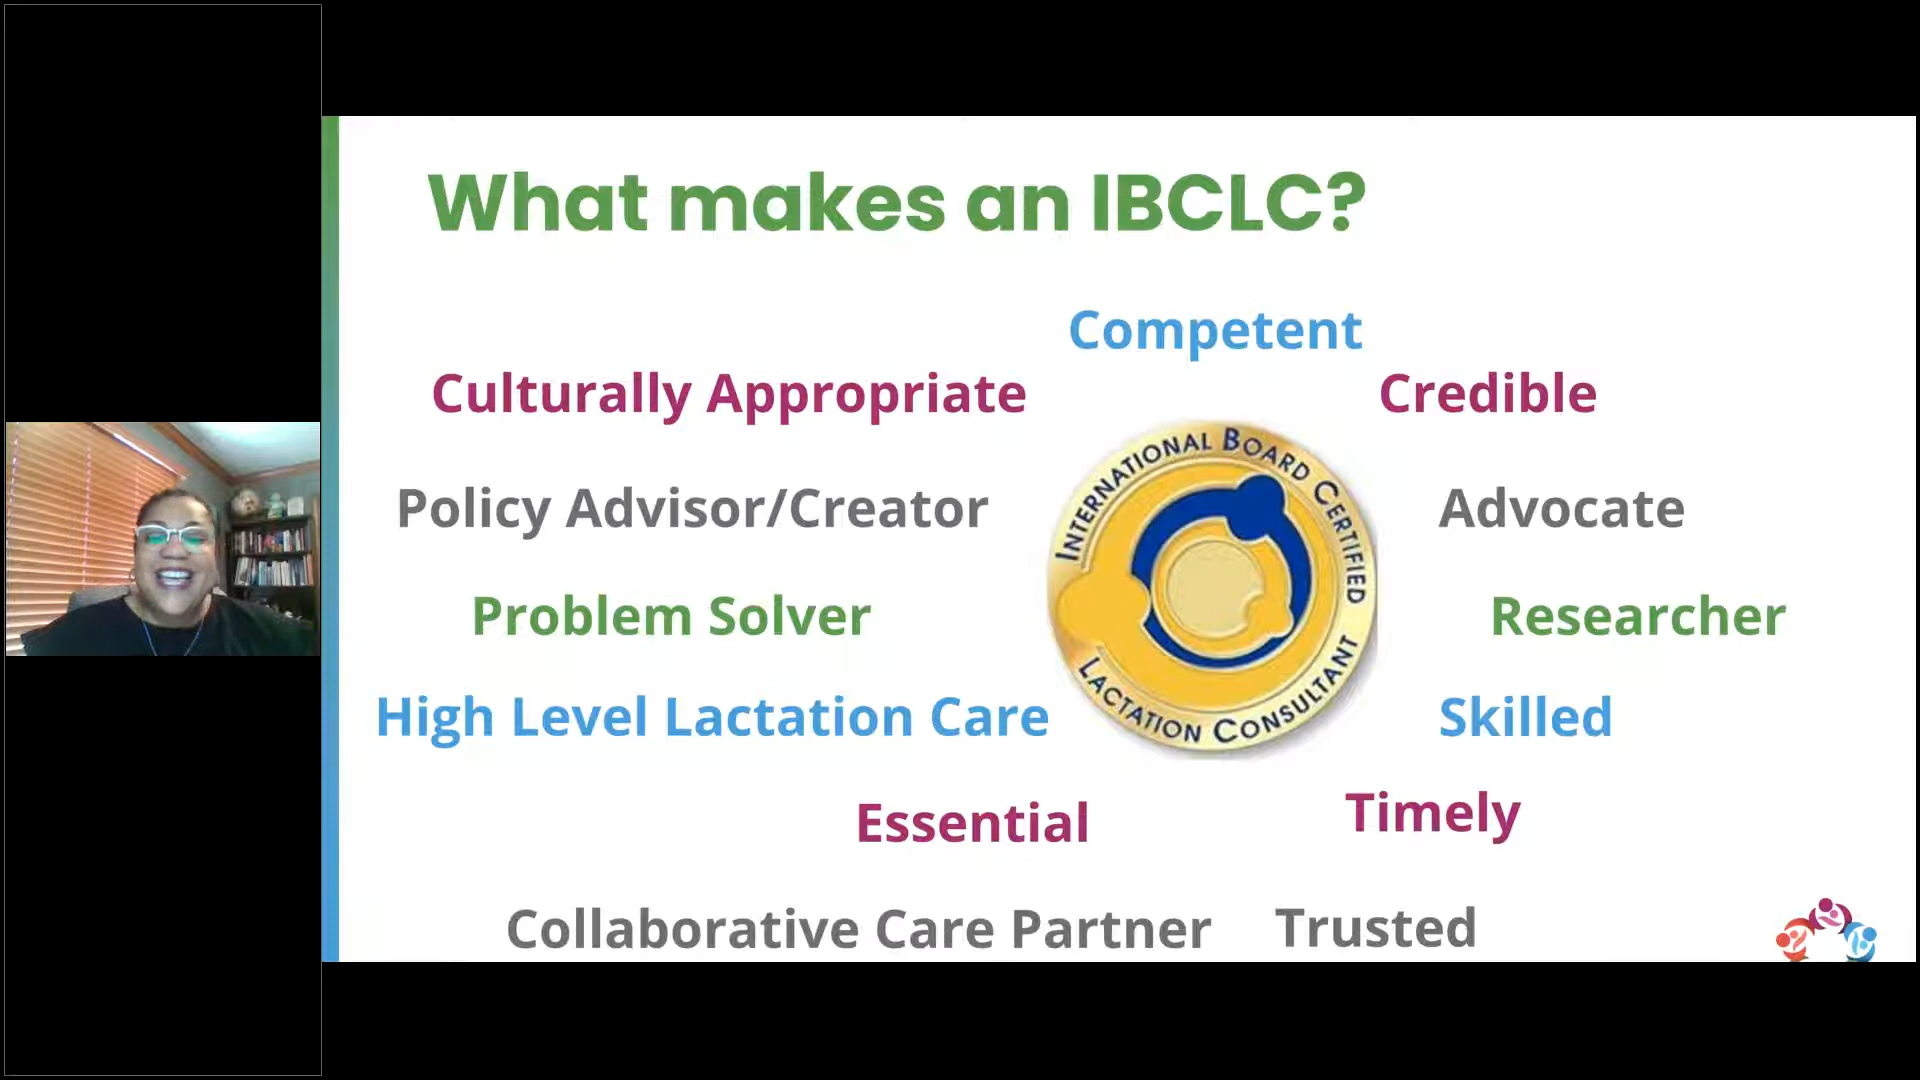 What makes an IBCLC?
Competent
Culturally Appropriate
Credible
Policy Advisor/Creator
Advocate
Problem Solver
Researcher
High Level Lactation Care
Skilled
Essential
Timely
Collaborative Care Partner
Trusted
INTERNATIONAL BOARD CERTIFIED
LACTATION CONSULTANT